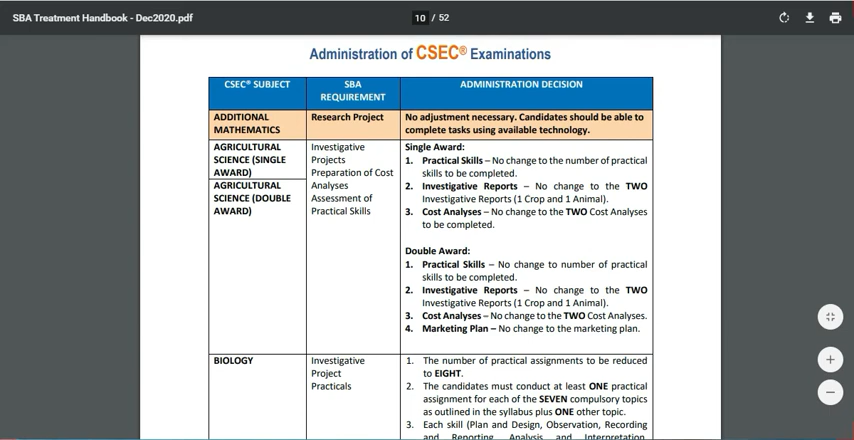 SBA Treatment Handbook - Dec2020.pdf
10 / 52
Administration of CSEC® Examinations
CSEC® SUBJECT
SBA
REQUIREMENT
ADMINISTRATION DECISION
ADDITIONAL
MATHEMATICS
Research Project
No adjustment necessary. Candidates should be able to
complete tasks using available technology.
AGRICULTURAL
SCIENCE (SINGLE
AWARD)
AGRICULTURAL
SCIENCE (DOUBLE
AWARD)
Investigative
Projects
Preparation of Cost
Analyses
Assessment of
Practical Skills
Single Award:
1. Practical Skills – No change to the number of practical
skills to be completed.
2. Investigative Reports – No change to the TWO
Investigative Reports (1 Crop and 1 Animal).
3. Cost Analyses – No change to the TWO Cost Analyses
to be completed.
Double Award:
1. Practical Skills – No change to number of practical
skills to be completed.
2. Investigative Reports – No change to the TWO
Investigative Reports (1 Crop and 1 Animal).
3. Cost Analyses – No change to the TWO Cost Analyses.
4. Marketing Plan – No change to the marketing plan.
BIOLOGY
Investigative
Project
Practicals
1. The number of practical assignments to be reduced
to EIGHT.
2. The candidates must conduct at least ONE practical
assignment for each of the SEVEN compulsory topics
as outlined in the syllabus plus ONE other topic.
3. Each skill (Plan and Design, Observation, Recording
and Reporting, Analysis and Interpretation,